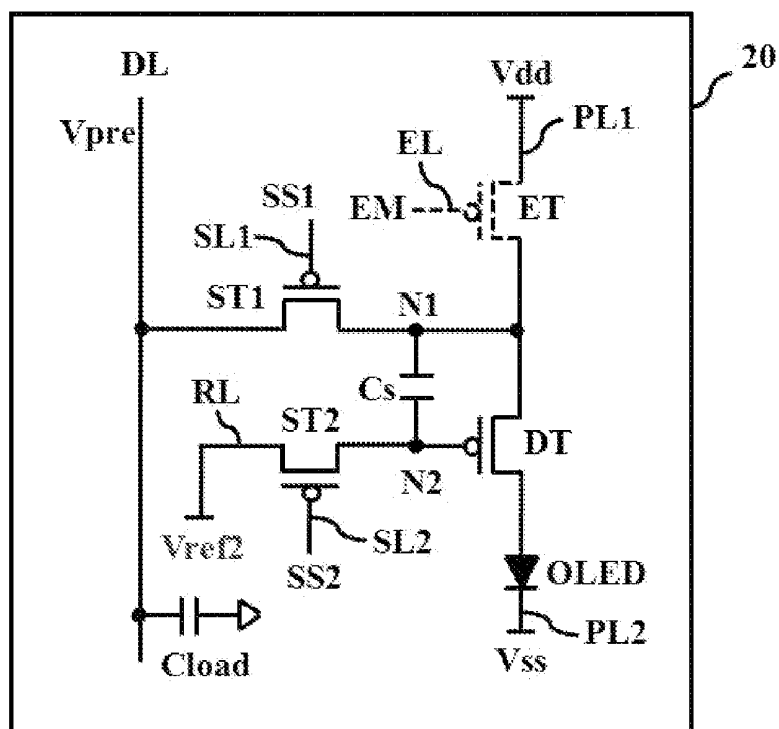 DL
20
Vdd
Vpre
PL1
EL
SS1
EM
ET
SL1
ST1
N1
Cs
RL
ST2
DT
N2
Vref2
SL2
SS2
OLED
PL2
Cload
Vss